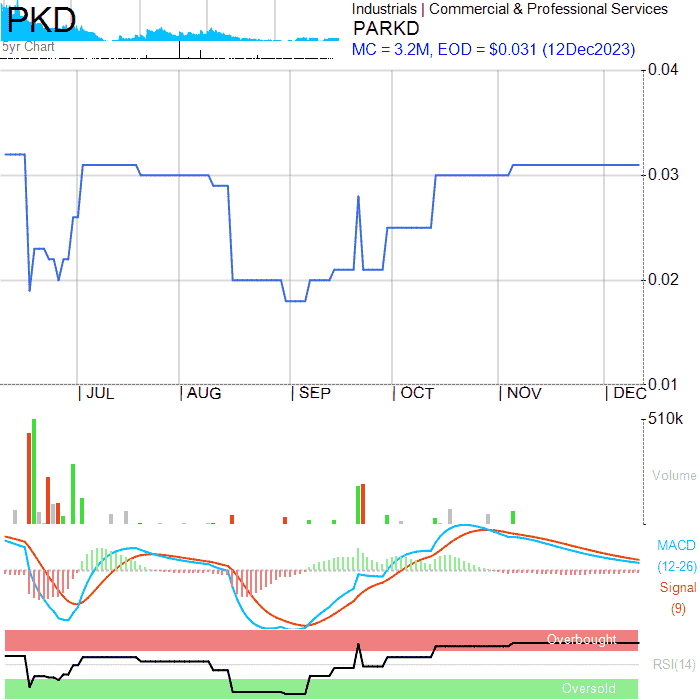 PKD
5yr Chart
Industrials | Commercial & Professional Services
PARKD
MC = 3.2M, EOD = $0.031 (12Dec2023)
0.04
0.03
0.02
0.01
| JUL | AUG | SEP | OCT | NOV | DEC
510k
Volume
MACD
(12-26)
Signal
(9)
Overbought
RSI(14)
Oversold